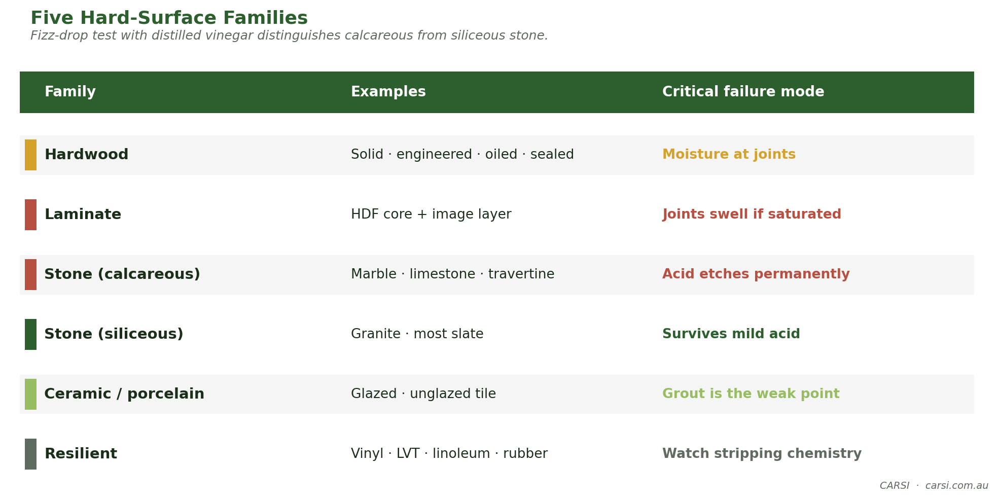 Five Hard-Surface Families
Fizz-drop test with distilled vinegar distinguishes calcareous from siliceous stone.
Family Examples Critical failure mode
Hardwood Solid · engineered · oiled · sealed Moisture at joints
Laminate HDF core + image layer Joints swell if saturated
Stone (calcareous) Marble · limestone · travertine Acid etches permanently
Stone (siliceous) Granite · most slate Survives mild acid
Ceramic / porcelain Glazed · unglazed tile Grout is the weak point
Resilient Vinyl · LVT · linoleum · rubber Watch stripping chemistry
CARSI · carsi.com.au